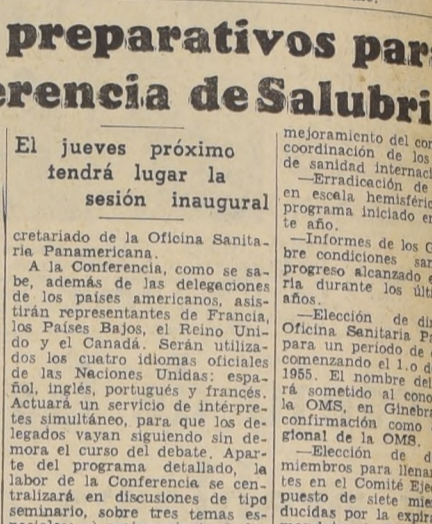 preparativos par
erencia de Salubri
El jueves próximo
tendrá lugar la
sesión inaugural
cretariado de la Oficina Sanita-
ria Panamericana.
A la Conferencia, como se sa-
be, además de las delegaciones
de los países americanos, asis-
tirán representantes de Francia,
los Países Bajos, el Reino Uni-
do y el Canadá. Serán utiliza-
dos los cuatro idiomas oficiales
de las Naciones Unidas: espa-
ñol, inglés, portugués y francés.
Actuará un servicio de intérpre-
tes simultáneo, para que los de-
legados vayan siguiendo sin de-
mora el curso del debate. Apar-
te del programa detallado, la
labor de la Conferencia se cen-
tralizará en discusiones de tipo
seminario, sobre tres temas es-
mejoramiento del con
coordinación de los
de sanidad internaci
—Erradicación de
en escala hemisféric
programa iniciado en
te año.
—Informes de los G
bre condiciones san
progreso alcanzado e
ria durante los últi
años.
—Elección de di
Oficina Sanitaria P
para un período de
comenzando el 1.o d
1955. El nombre del
rá sometido al cono
la OMS, en Ginebra
confirmación como
gional de la OMS.
—Elección de d
miembros para llenar
tes en el Comité Ejec
puesto de siete mie
ducidas por la expira